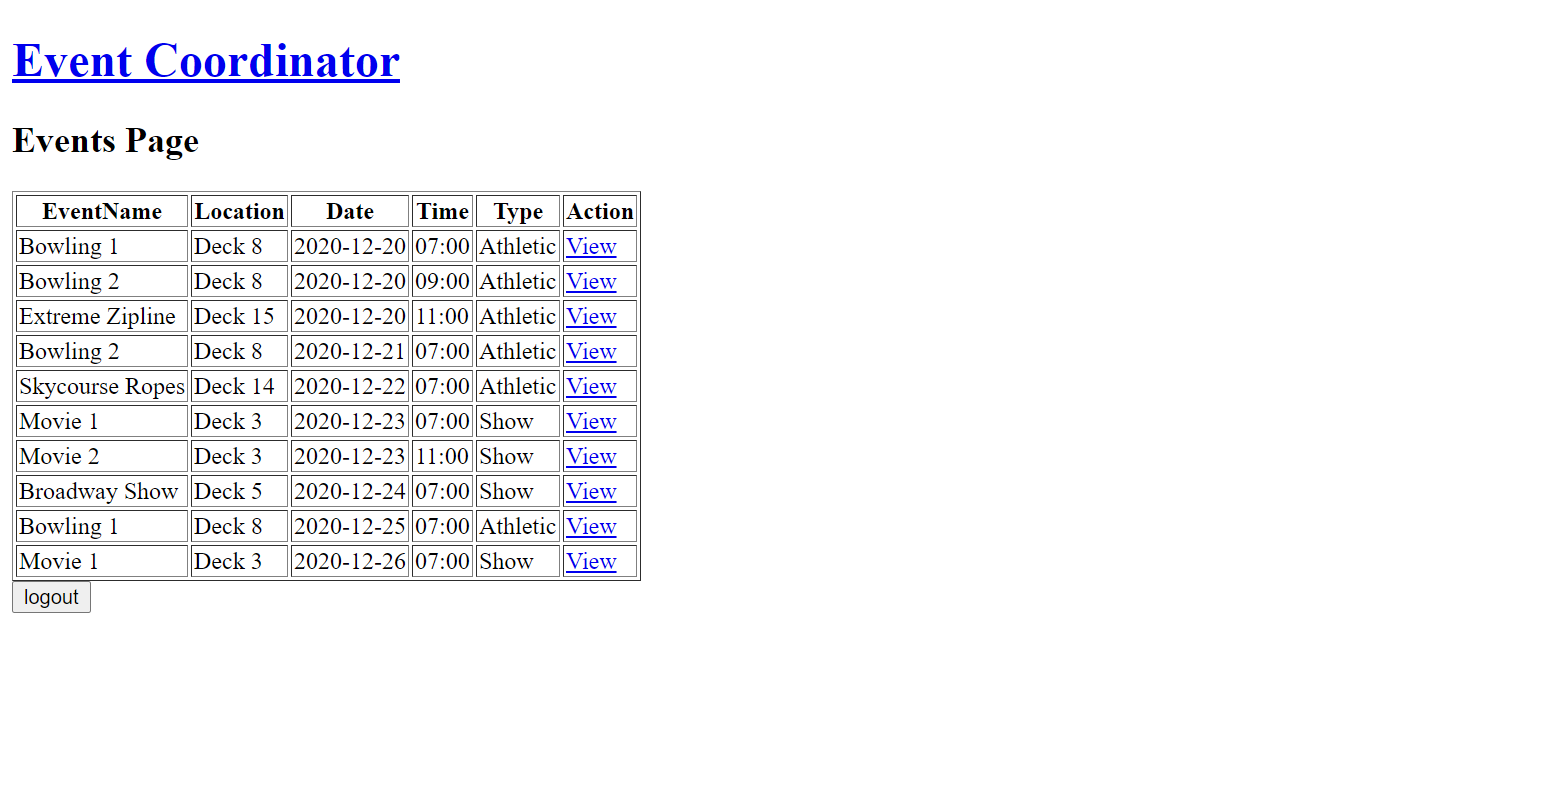 Event Coordinator
Events Page
EventName Location Date Time Type Action
Bowling 1 Deck 8 2020-12-20 07:00 Athletic View
Bowling 2 Deck 8 2020-12-20 09:00 Athletic View
Extreme Zipline Deck 15 2020-12-20 11:00 Athletic View
Bowling 2 Deck 8 2020-12-21 07:00 Athletic View
Skycourse Ropes Deck 14 2020-12-22 07:00 Athletic View
Movie 1 Deck 3 2020-12-23 07:00 Show View
Movie 2 Deck 3 2020-12-23 11:00 Show View
Broadway Show Deck 5 2020-12-24 07:00 Show View
Bowling 1 Deck 8 2020-12-25 07:00 Athletic View
Movie 1 Deck 3 2020-12-26 07:00 Show View
logout